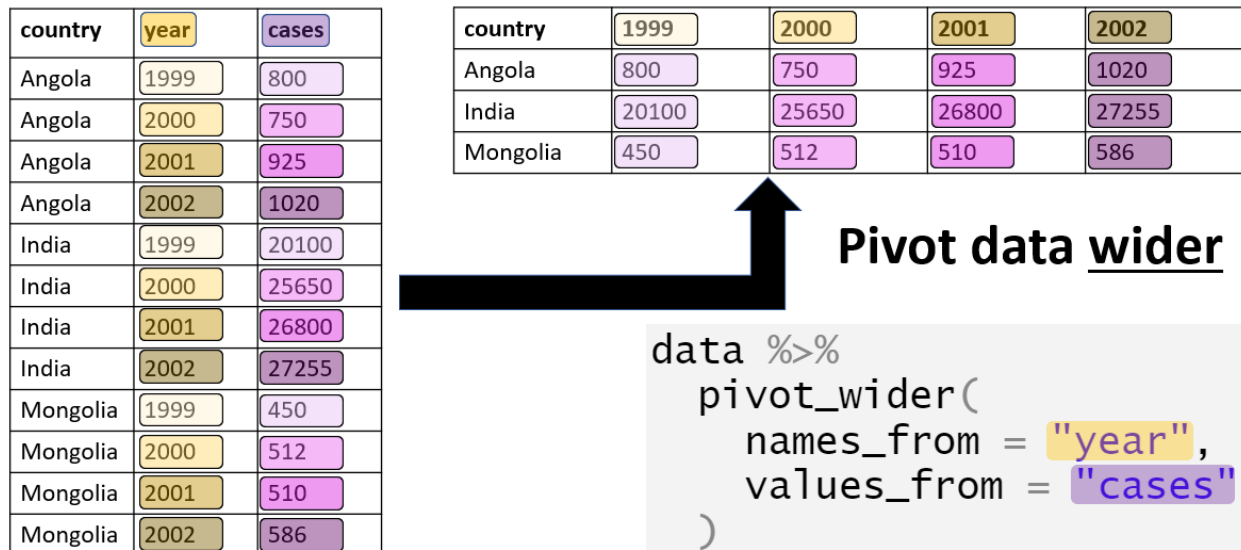 country year cases
Angola 1999 800
Angola 2000 750
Angola 2001 925
Angola 2002 1020
India 1999 20100
India 2000 25650
India 2001 26800
India 2002 27255
Mongolia 1999 450
Mongolia 2000 512
Mongolia 2001 510
Mongolia 2002 586
country 1999 2000 2001 2002
Angola 800 750 925 1020
India 20100 25650 26800 27255
Mongolia 450 512 510 586
Pivot data wider
data %>%
pivot_wider(
names_from = "year",
values_from = "cases"
)